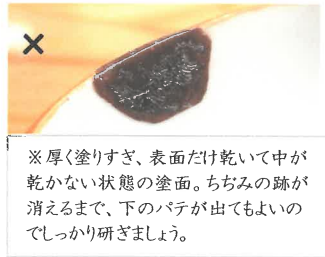 ×
※厚く塗りすぎ、表面だけ乾いて中が
乾かない状態の塗面。ちぢみの跡が
消えるまで、下のパテが出てもよいの
でしっかり研ぎましょう。